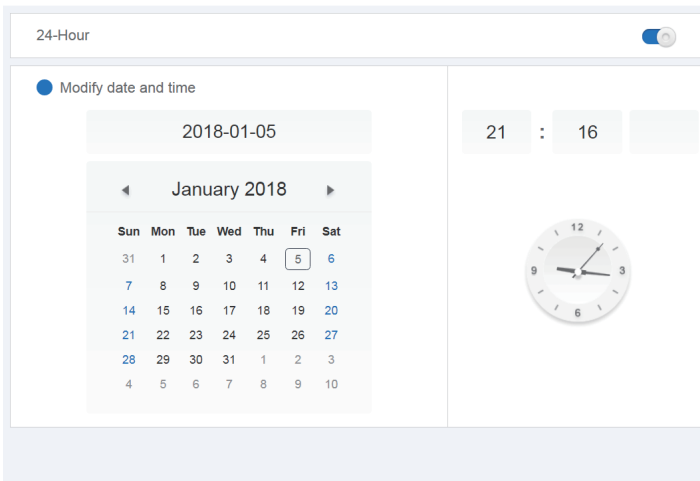 24-Hour
Modify date and time
2018-01-05
21 : 16
January 2018
Sun Mon Tue Wed Thu Fri Sat
31 1 2 3 4 5 6
7 8 9 10 11 12 13
14 15 16 17 18 19 20
21 22 23 24 25 26 27
28 29 30 31 1 2 3
4 5 6 7 8 9 10
12
9 3
6